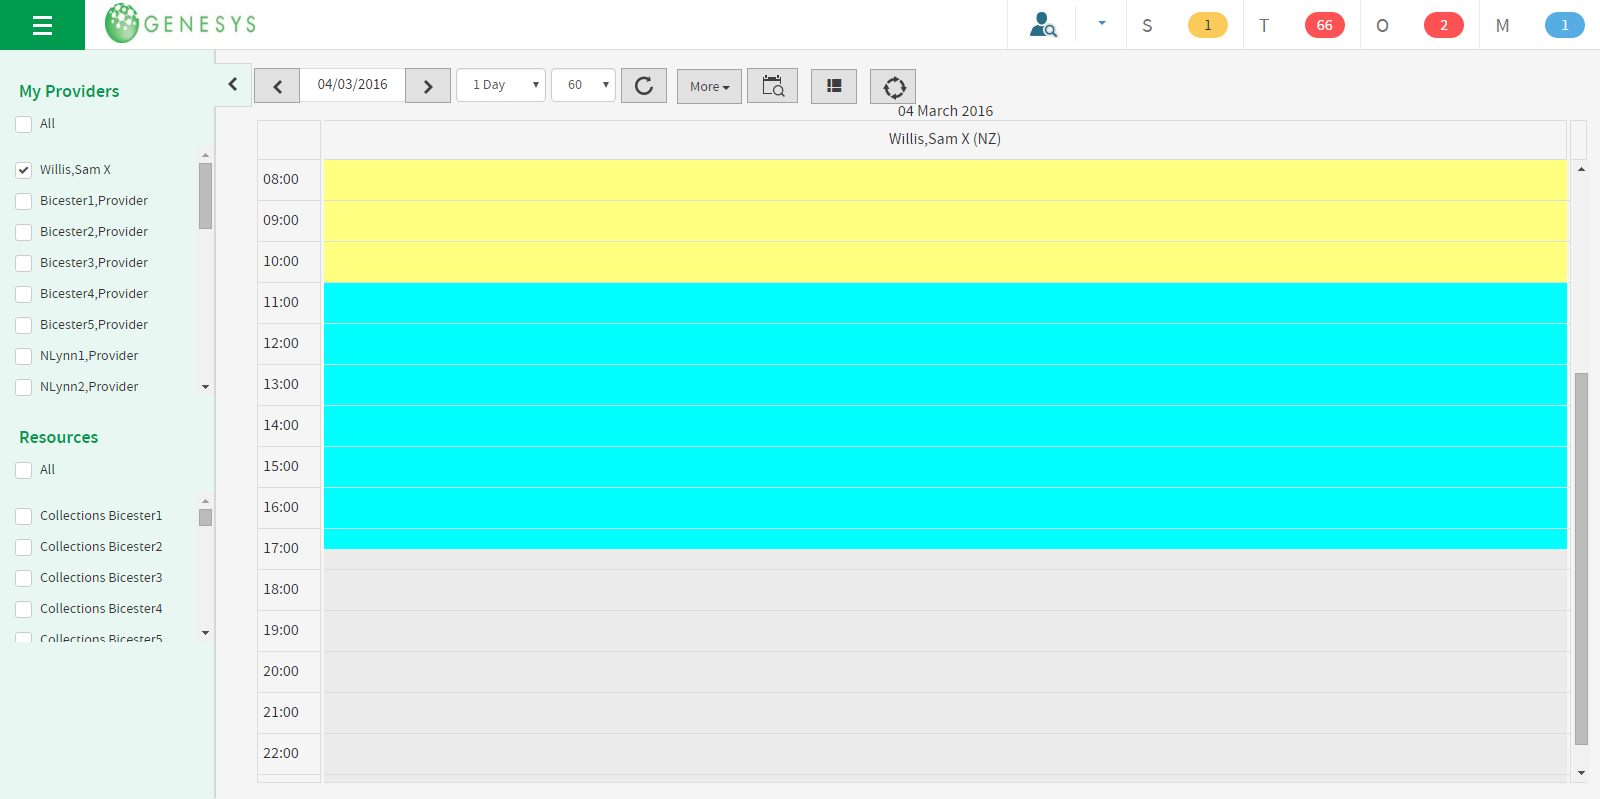 GENESYS
S 1 T 66 O 2 M 1
04/03/2016 1 Day 60 More
04 March 2016
Willis,Sam X (NZ)
My Providers
All
Willis,Sam X
Bicester1,Provider
Bicester2,Provider
Bicester3,Provider
Bicester4,Provider
Bicester5,Provider
NLynn1,Provider
NLynn2,Provider
Resources
All
Collections Bicester1
Collections Bicester2
Collections Bicester3
Collections Bicester4
Collections Bicester5
08:00
09:00
10:00
11:00
12:00
13:00
14:00
15:00
16:00
17:00
18:00
19:00
20:00
21:00
22:00